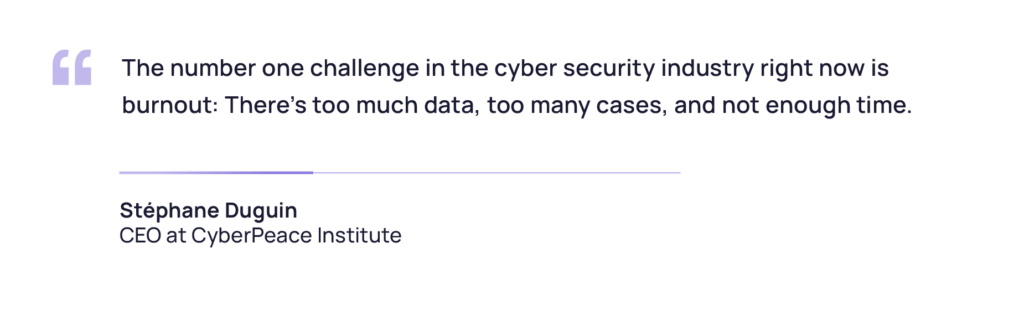 “
The number one challenge in the cyber security industry right now is
burnout: There’s too much data, too many cases, and not enough time.
Stéphane Duguin
CEO at CyberPeace Institute